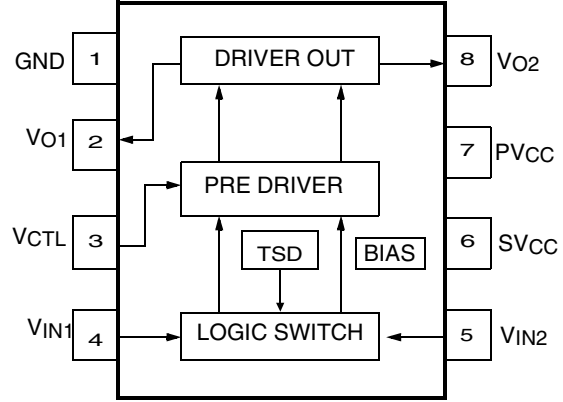 GND 1 DRIVER OUT 8 VO2
VO1 2 7 PVCC
PRE DRIVER
VCTL 3 6 SVCC
TSD BIAS
VIN1 4 LOGIC SWITCH 5 VIN2